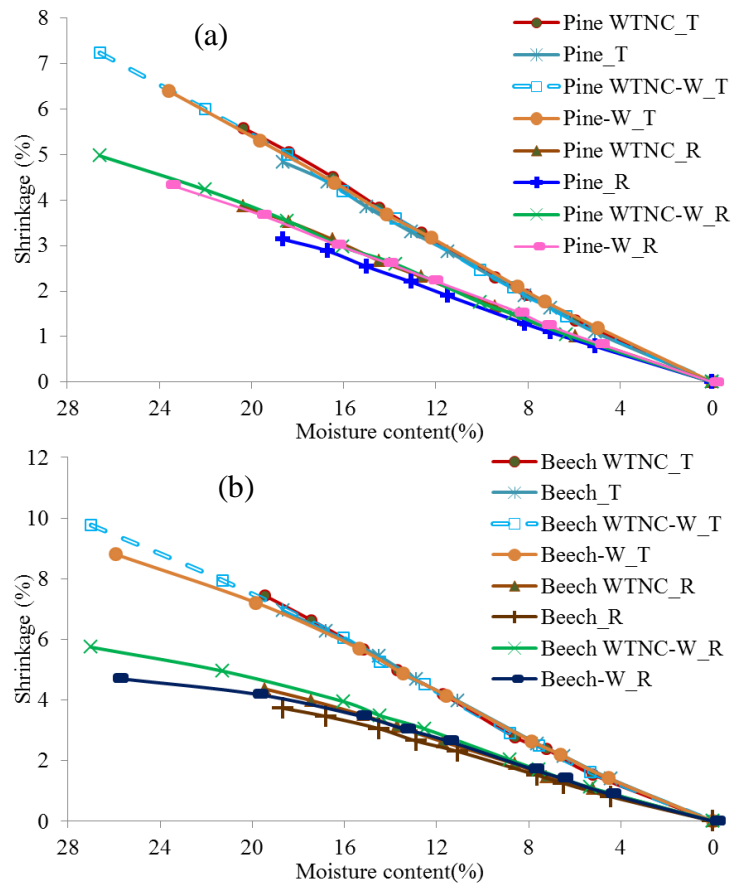 (a)
8
7
6
5
4
3
2
1
0
Shrinkage (%)
28 24 20 16 12 8 4 0
Moisture content(%)
Pine WTNC_T
Pine_T
Pine WTNC-W_T
Pine-W_T
Pine WTNC_R
Pine_R
Pine WTNC-W_R
Pine-W_R
(b)
12
10
8
6
4
2
0
Shrinkage (%)
28 24 20 16 12 8 4 0
Moisture content(%)
Beech WTNC_T
Beech_T
Beech WTNC-W_T
Beech-W_T
Beech WTNC_R
Beech_R
Beech WTNC-W_R
Beech-W_R